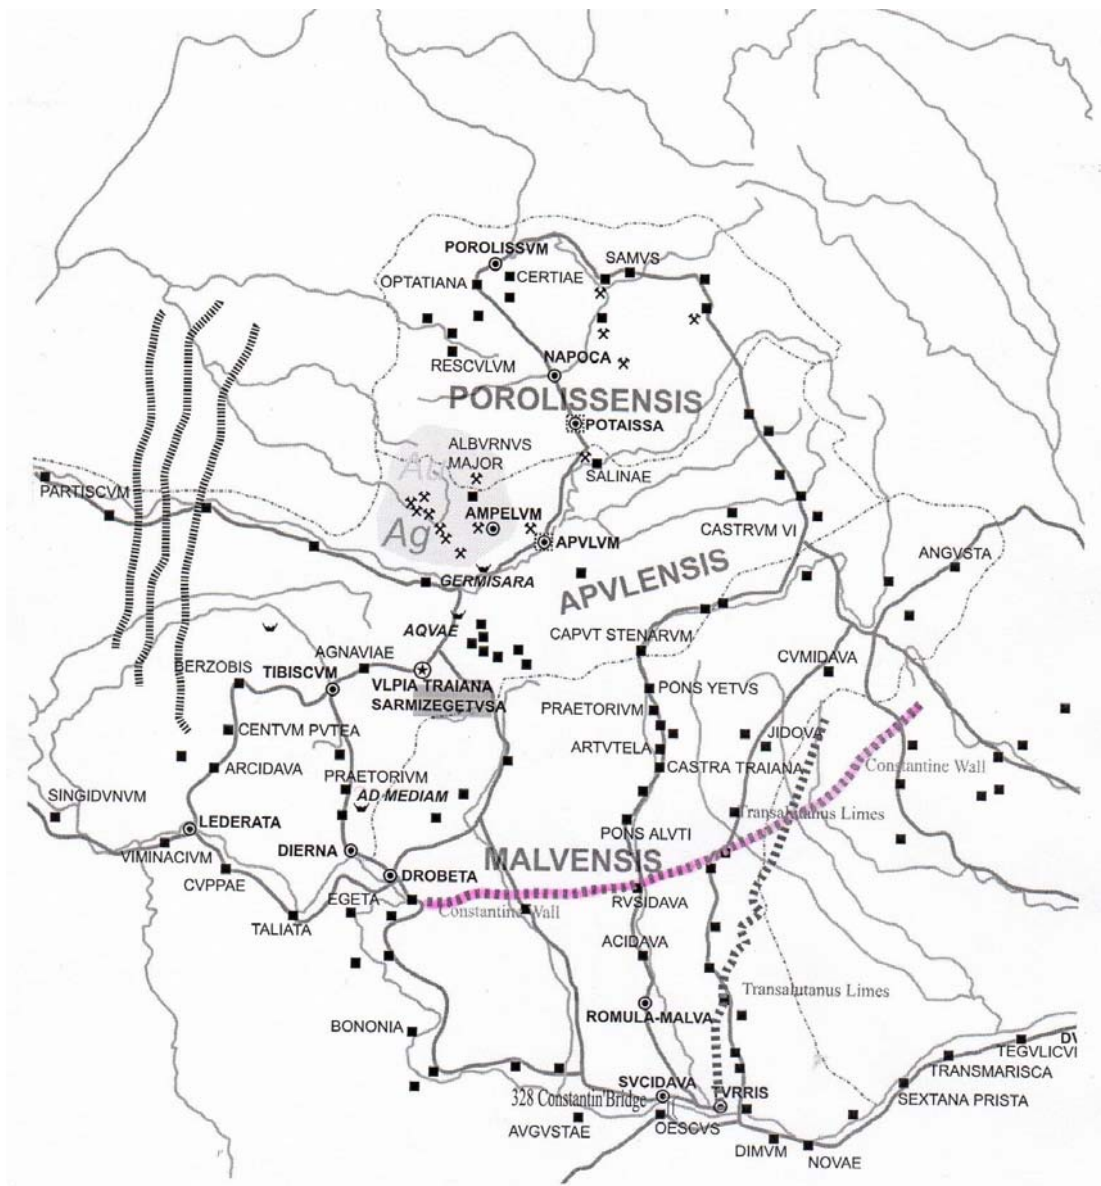 POROLISSVM
SAMVS
CERTIAE
OPTATIANA
NAPOCA
RESCVLVM
POROLISSENSIS
POTAISSA
ALBVRNVS
MAJOR
Au
SALINAE
PARTISCVM
AMPELVM
CASTRVM VI
Ag
APVLVM
ANGVSTA
GERMISARA
APVLENSIS
AQVAE
CAPVT STENARVM
AGNAVIAE
BERZOBIS
TIBISCVM
CVMIDAVA
VLPIA TRAIANA
SARMIZEGETVSA
PONS VETVS
PRAETORIVM
CENTVM PVTEA
JIDOVA
ARTVTELA
ARCIDAVA
CASTRA TRAIANA
Constantine Wall
PRAETORIVM
AD MEDIAM
SINGIDVNVM
Transalutanus Limes
LEDERATA
PONS ALVTI
VIMINACIVM
DIERNA
MALVENSIS
CVPPAE
DROBETA
EGETA
RVSIDAVA
Constantine Wall
TALIATA
ACIDAVA
Transalutanus Limes
ROMULA-MALVA
BONONIA
DV
TEGVLICVI
TRANSMARISCA
SVCIDAVA
TVRRIS
328 Constantin'Bridge
SEXTANA PRISTA
AVGVSTAE
OESCVS
DIMVM
NOVAE